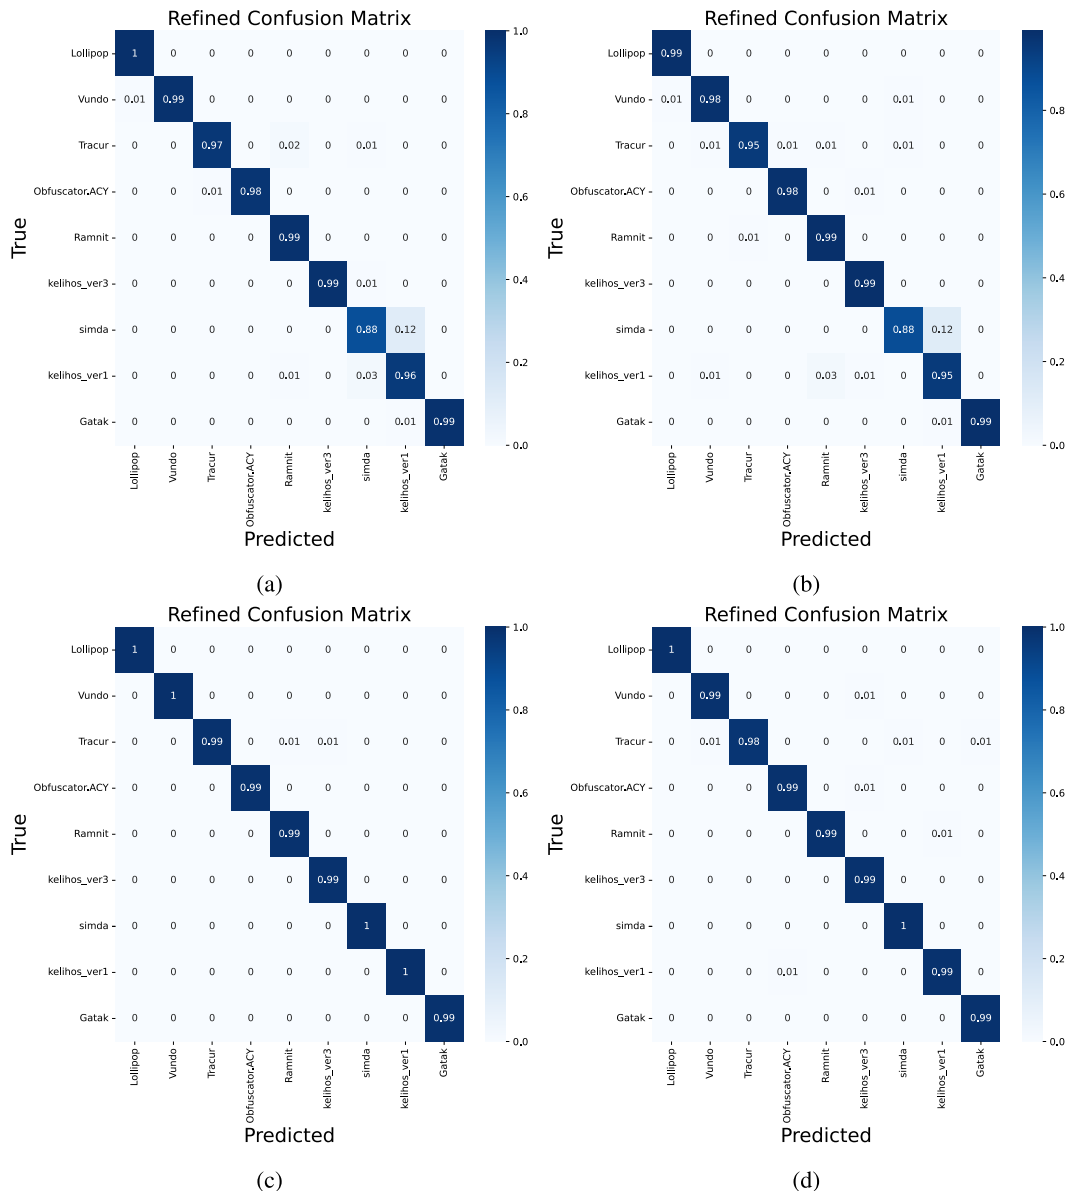 Refined Confusion Matrix
Lollipop 1 0 0 0 0 0 0 0 0
Vundo 0.01 0.99 0 0 0 0 0 0 0
Tracur 0 0 0.97 0 0.02 0 0.01 0 0
Obfuscator.ACY 0 0 0.01 0.98 0 0 0 0 0
Ramnit 0 0 0 0 0.99 0 0 0 0
kelihos_ver3 0 0 0 0 0 0.99 0.01 0 0
simda 0 0 0 0 0 0 0.88 0.12 0
kelihos_ver1 0 0 0 0 0.01 0 0.03 0.96 0
Gatak 0 0 0 0 0 0 0 0.01 0.99
True
Lollipop Vundo Tracur Obfuscator.ACY Ramnit kelihos_ver3 simda kelihos_ver1 Gatak
Predicted
1.0
0.8
0.6
0.4
0.2
0.0
(a)
Refined Confusion Matrix
Lollipop 0.99 0 0 0 0 0 0 0 0
Vundo 0.01 0.98 0 0 0 0 0.01 0 0
Tracur 0 0.01 0.95 0.01 0.01 0 0.01 0 0
Obfuscator.ACY 0 0 0 0.98 0 0.01 0 0 0
Ramnit 0 0 0.01 0 0.99 0 0 0 0
kelihos_ver3 0 0 0 0 0 0.99 0 0 0
simda 0 0 0 0 0 0 0.88 0.12 0
kelihos_ver1 0 0.01 0 0 0.03 0.01 0 0.95 0
Gatak 0 0 0 0 0 0 0 0.01 0.99
True
Lollipop Vundo Tracur Obfuscator.ACY Ramnit kelihos_ver3 simda kelihos_ver1 Gatak
Predicted
0.8
0.6
0.4
0.2
0.0
(b)
Refined Confusion Matrix
Lollipop 1 0 0 0 0 0 0 0 0
Vundo 0 1 0 0 0 0 0 0 0
Tracur 0 0 0.99 0 0.01 0.01 0 0 0
Obfuscator.ACY 0 0 0 0.99 0 0 0 0 0
Ramnit 0 0 0 0 0.99 0 0 0 0
kelihos_ver3 0 0 0 0 0 0.99 0 0 0
simda 0 0 0 0 0 0 1 0 0
kelihos_ver1 0 0 0 0 0 0 0 1 0
Gatak 0 0 0 0 0 0 0 0 0.99
True
Lollipop Vundo Tracur Obfuscator.ACY Ramnit kelihos_ver3 simda kelihos_ver1 Gatak
Predicted
1.0
0.8
0.6
0.4
0.2
0.0
(c)
Refined Confusion Matrix
Lollipop 1 0 0 0 0 0 0 0 0
Vundo 0 0.99 0 0 0 0.01 0 0 0
Tracur 0 0.01 0.98 0 0 0 0.01 0 0.01
Obfuscator.ACY 0 0 0 0.99 0 0.01 0 0 0
Ramnit 0 0 0 0 0.99 0 0 0.01 0
kelihos_ver3 0 0 0 0 0 0.99 0 0 0
simda 0 0 0 0 0 0 1 0 0
kelihos_ver1 0 0 0 0.01 0 0 0 0.99 0
Gatak 0 0 0 0 0 0 0 0 0.99
True
Lollipop Vundo Tracur Obfuscator.ACY Ramnit kelihos_ver3 simda kelihos_ver1 Gatak
Predicted
1.0
0.8
0.6
0.4
0.2
0.0
(d)